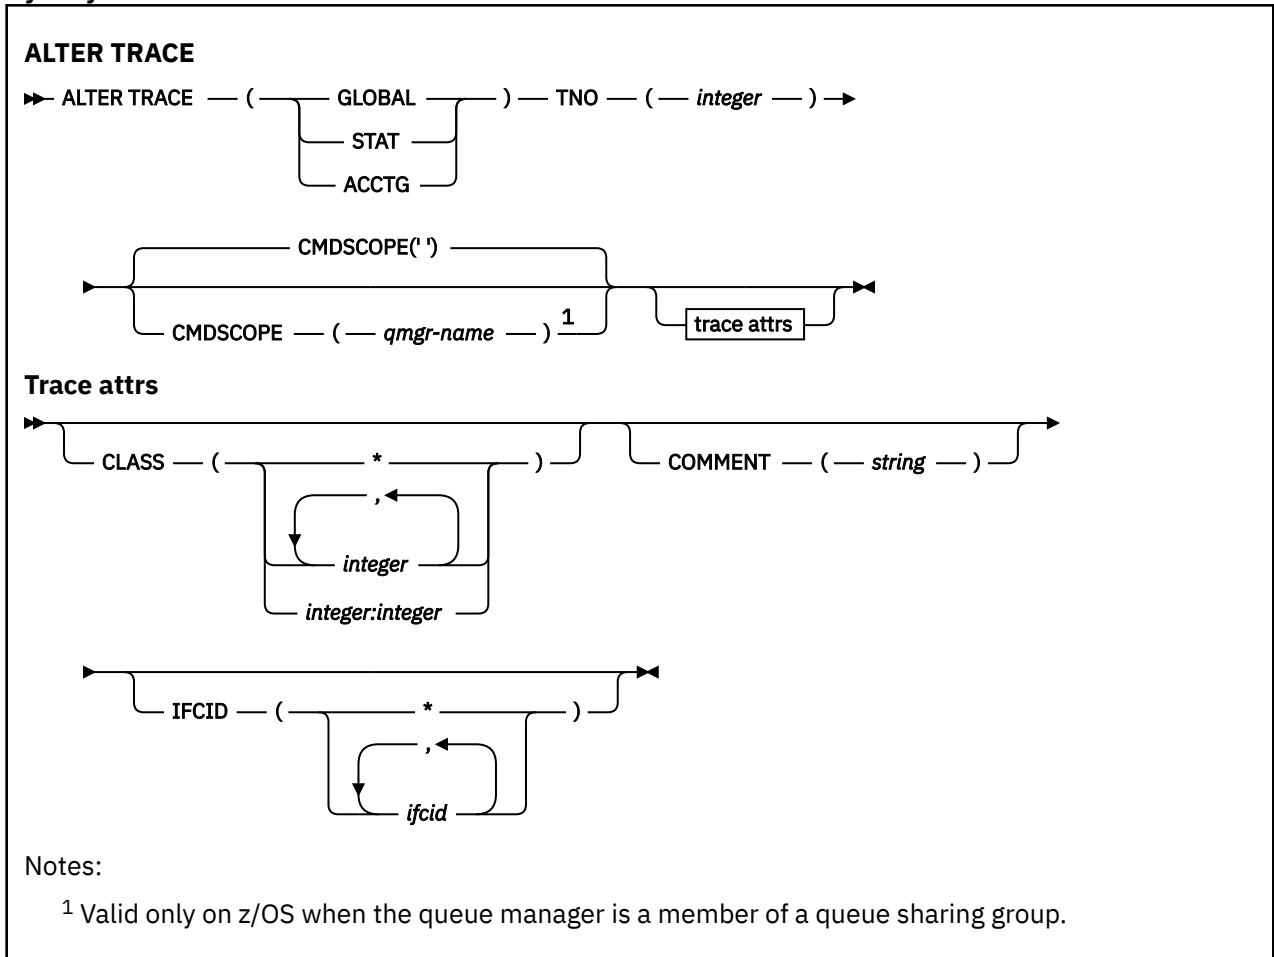 ALTER TRACE
ALTER TRACE ( GLOBAL ) TNO ( integer )
STAT
ACCTG
CMDSCOPE(' ')
CMDSCOPE ( qmgr-name ) 1
trace attrs
Trace attrs
CLASS ( * ) COMMENT ( string )
,
integer
integer:integer
IFCID ( * )
,
ifcid
Notes:
1 Valid only on z/OS when the queue manager is a member of a queue sharing group.